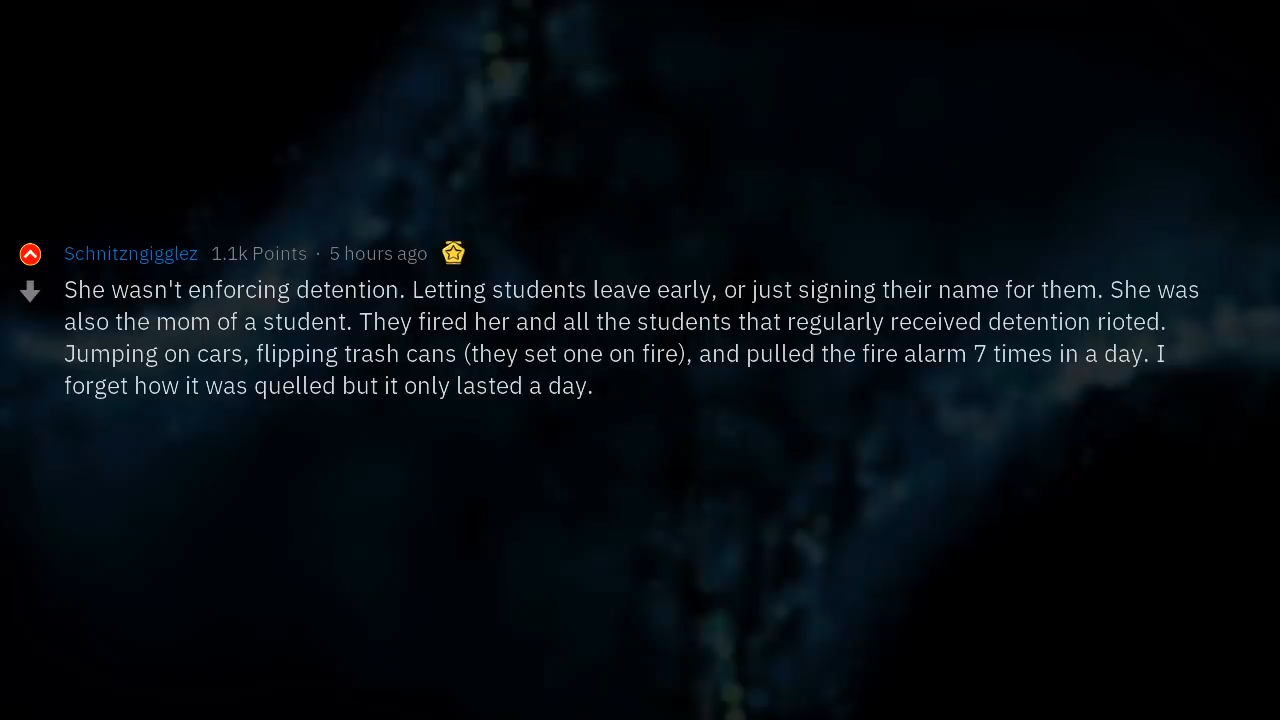 Schnitzngigglez 1.1k Points · 5 hours ago
She wasn't enforcing detention. Letting students leave early, or just signing their name for them. She was
also the mom of a student. They fired her and all the students that regularly received detention rioted.
Jumping on cars, flipping trash cans (they set one on fire), and pulled the fire alarm 7 times in a day. I
forget how it was quelled but it only lasted a day.